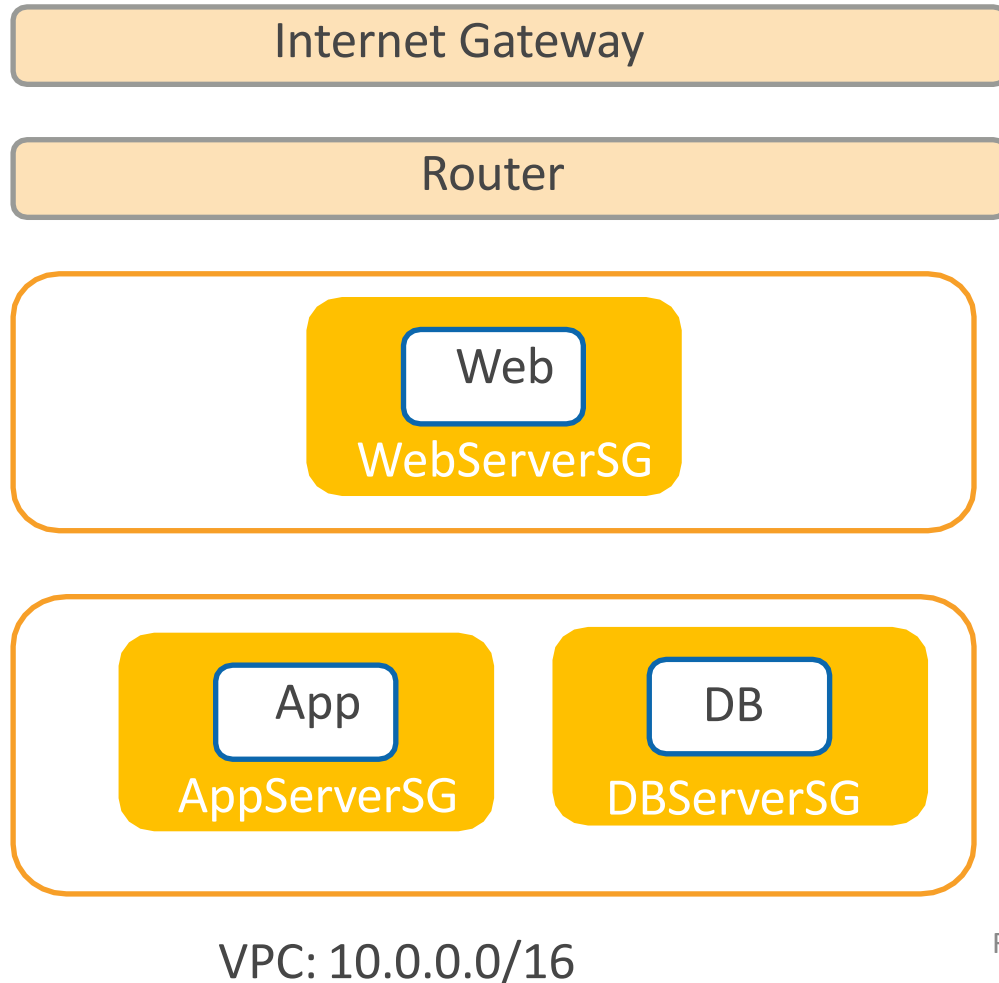 Internet Gateway
Router
Web
WebServerSG
App
AppServerSG
DB
DBServerSG
VPC: 10.0.0.0/16